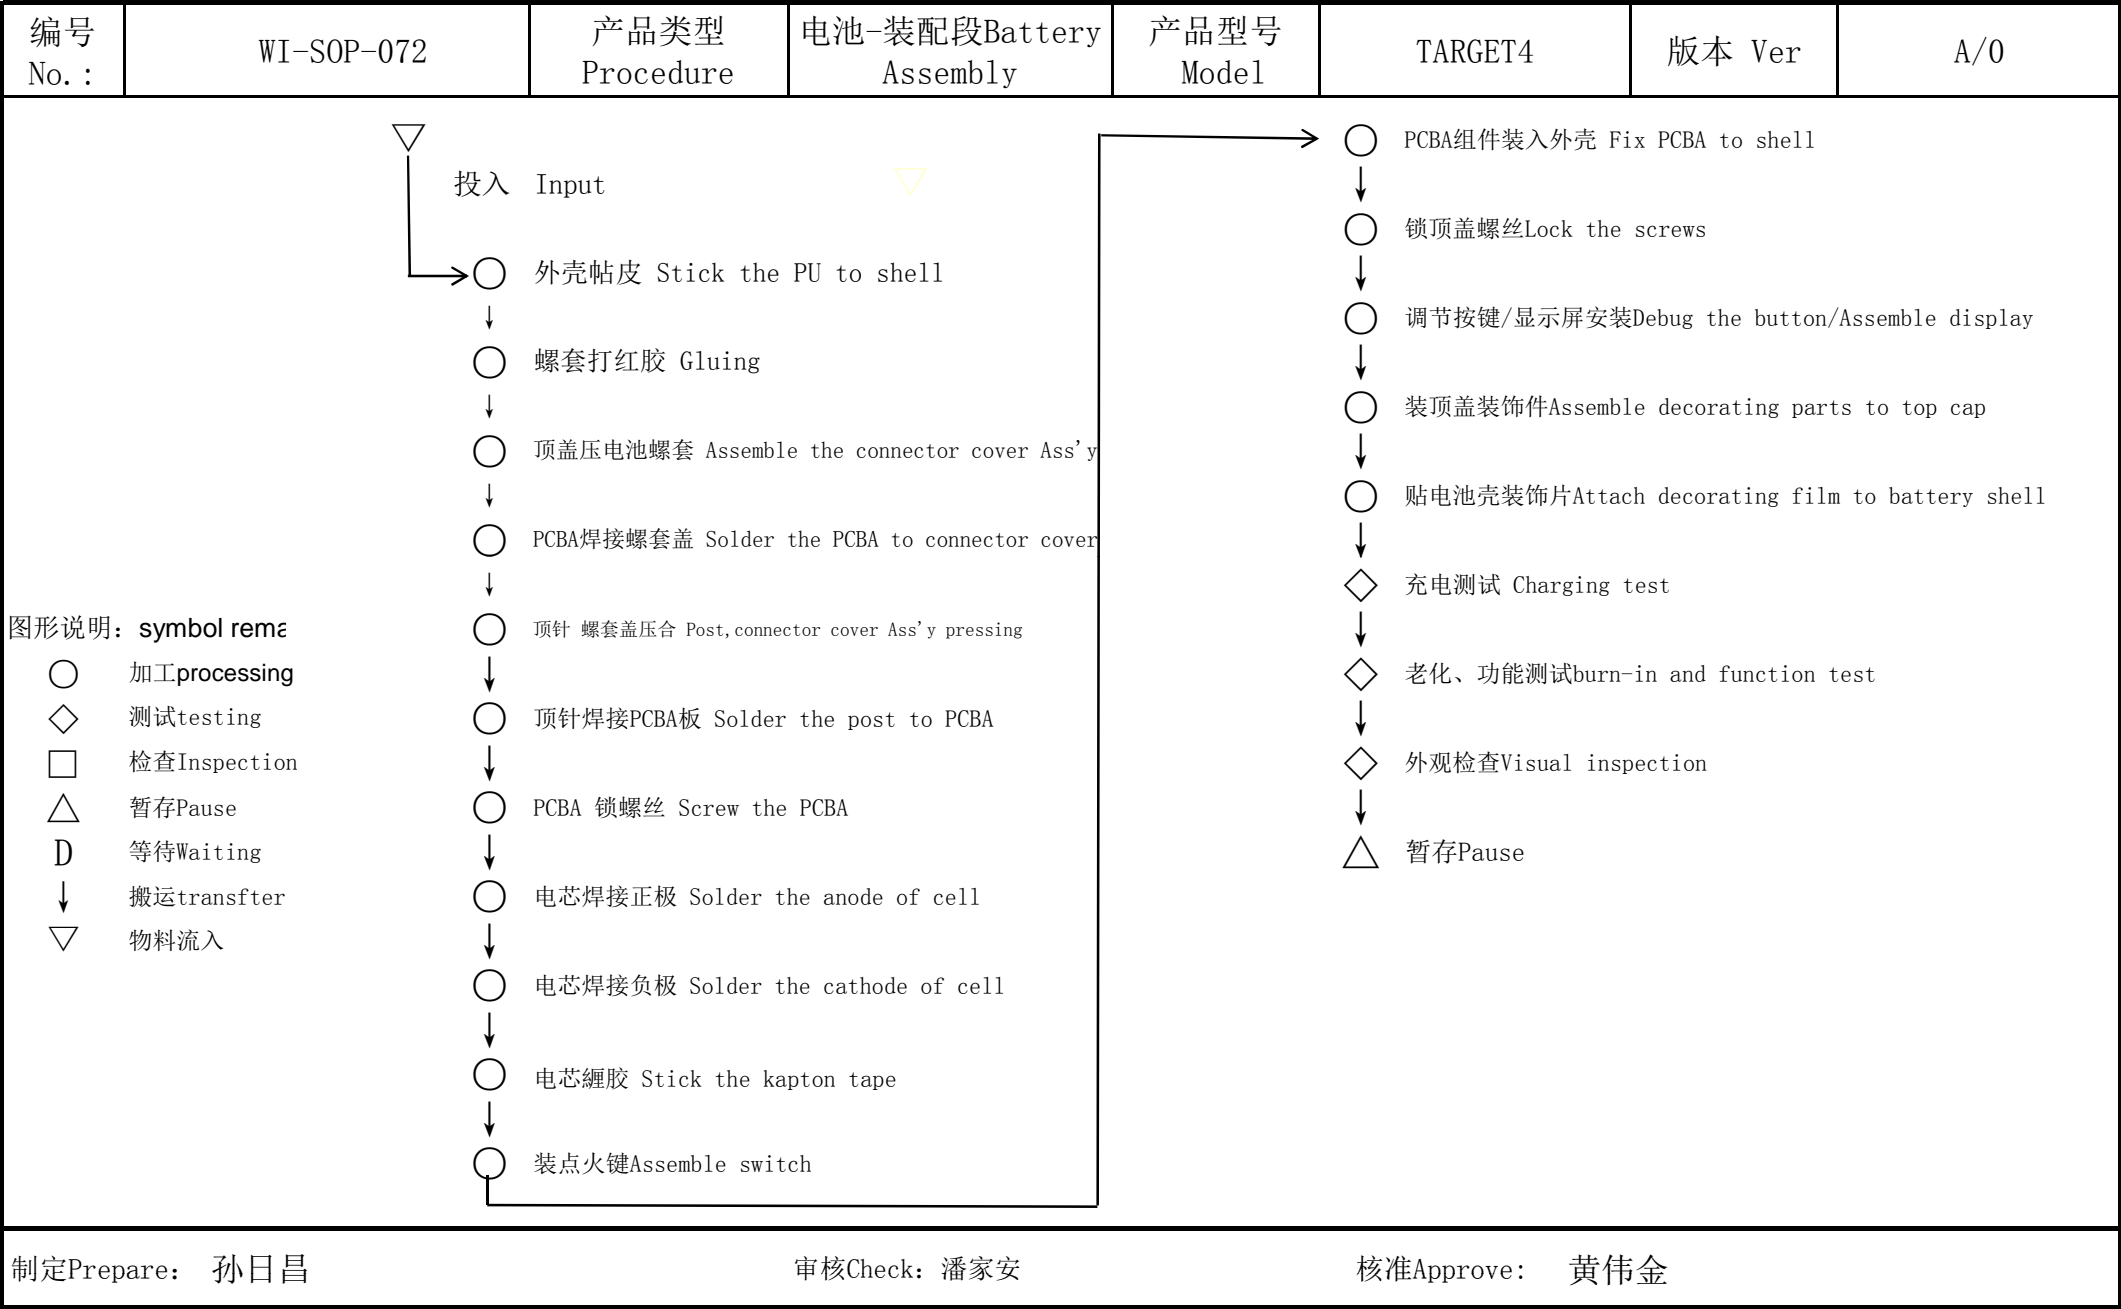 编号 No.:
WI-SOP-072
产品类型 Procedure
电池-装配段Battery Assembly
产品型号 Model
TARGET4
版本 Ver
A/0
投入 Input
外壳帖皮 Stick the PU to shell
螺套打红胶 Gluing
顶盖压电池螺套 Assemble the connector cover Ass'y
PCBA焊接螺套盖 Solder the PCBA to connector cover
顶针 螺套盖压合 Post,connector cover Ass'y pressing
顶针焊接PCBA板 Solder the post to PCBA
PCBA 锁螺丝 Screw the PCBA
电芯焊接正极 Solder the anode of cell
电芯焊接负极 Solder the cathode of cell
电芯緾胶 Stick the kapton tape
装点火键Assemble switch
PCBA组件装入外壳 Fix PCBA to shell
锁顶盖螺丝Lock the screws
调节按键/显示屏安装Debug the button/Assemble display
装顶盖装饰件Assemble decorating parts to top cap
贴电池壳装饰片Attach decorating film to battery shell
充电测试 Charging test
老化、功能测试burn-in and function test
外观检查Visual inspection
暂存Pause
图形说明：symbol rema
加工processing
测试testing
检查Inspection
暂存Pause
D 等待Waiting
搬运transfter
物料流入
制定Prepare： 孙日昌
审核Check：潘家安
核准Approve: 黄伟金